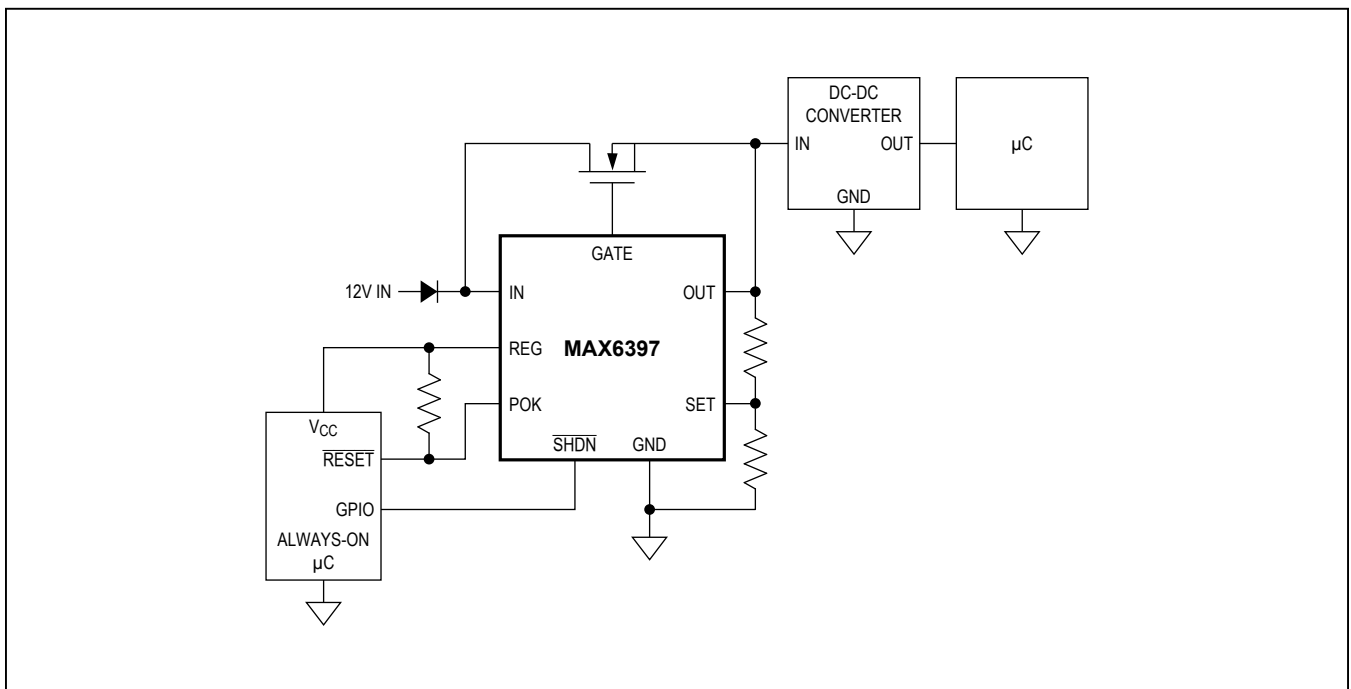 DC-DC
CONVERTER
IN
OUT
GND
µC
GATE
12V IN
IN
OUT
REG
MAX6397
POK
SET
SHDN
GND
VCC
RESET
GPIO
ALWAYS-ON
µC